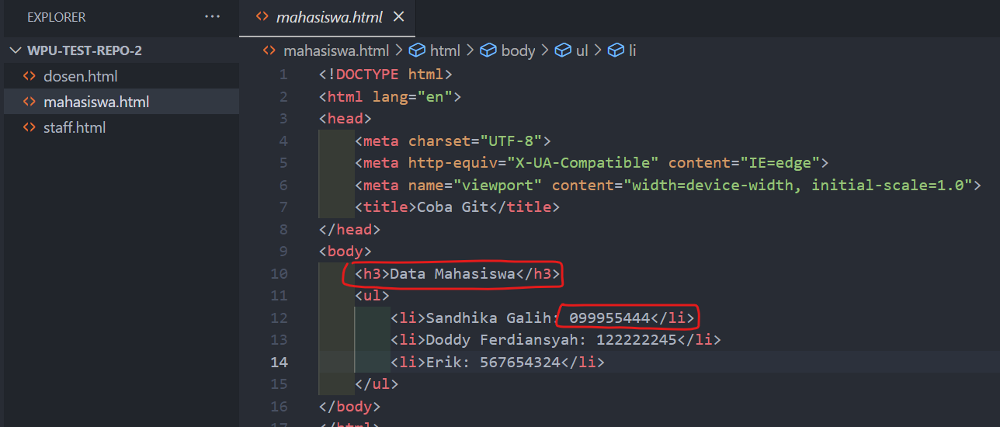 EXPLORER ...
mahasiswa.html
WPU-TEST-REPO-2
dosen.html
mahasiswa.html
staff.html
mahasiswa.html > html > body > ul > li
1 <!DOCTYPE html>
2 <html lang="en">
3 <head>
4 <meta charset="UTF-8">
5 <meta http-equiv="X-UA-Compatible" content="IE=edge">
6 <meta name="viewport" content="width=device-width, initial-scale=1.0">
7 <title>Coba Git</title>
8 </head>
9 <body>
10 <h3>Data Mahasiswa</h3>
11 <ul>
12 <li>Sandhika Galih: 099955444</li>
13 <li>Doddy Ferdiansyah: 122222245</li>
14 <li>Erik: 567654324</li>
15 </ul>
16 </body>
17 </html>